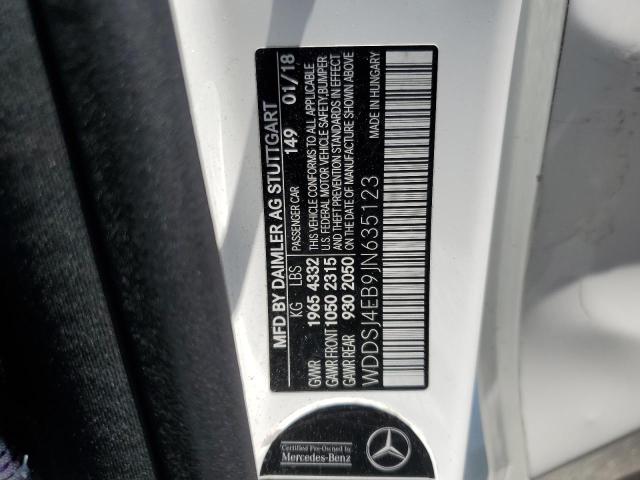 MFD BY DAIMLER AG STUTTGART
KG LBS PASSENGER CAR 149 01/18
GVWR 1965 4332 THIS VEHICLE CONFORMS TO ALL APPLICABLE
GAWR FRONT 1050 2315 U.S. FEDERAL MOTOR VEHICLE SAFETY, BUMPER
GAWR REAR 930 2050 AND THEFT PREVENTION STANDARDS IN EFFECT
ON THE DATE OF MANUFACTURE SHOWN ABOVE
WDDSJ4EB9JN635123 MADE IN HUNGARY
Certified Pre-Owned by
Mercedes-Benz